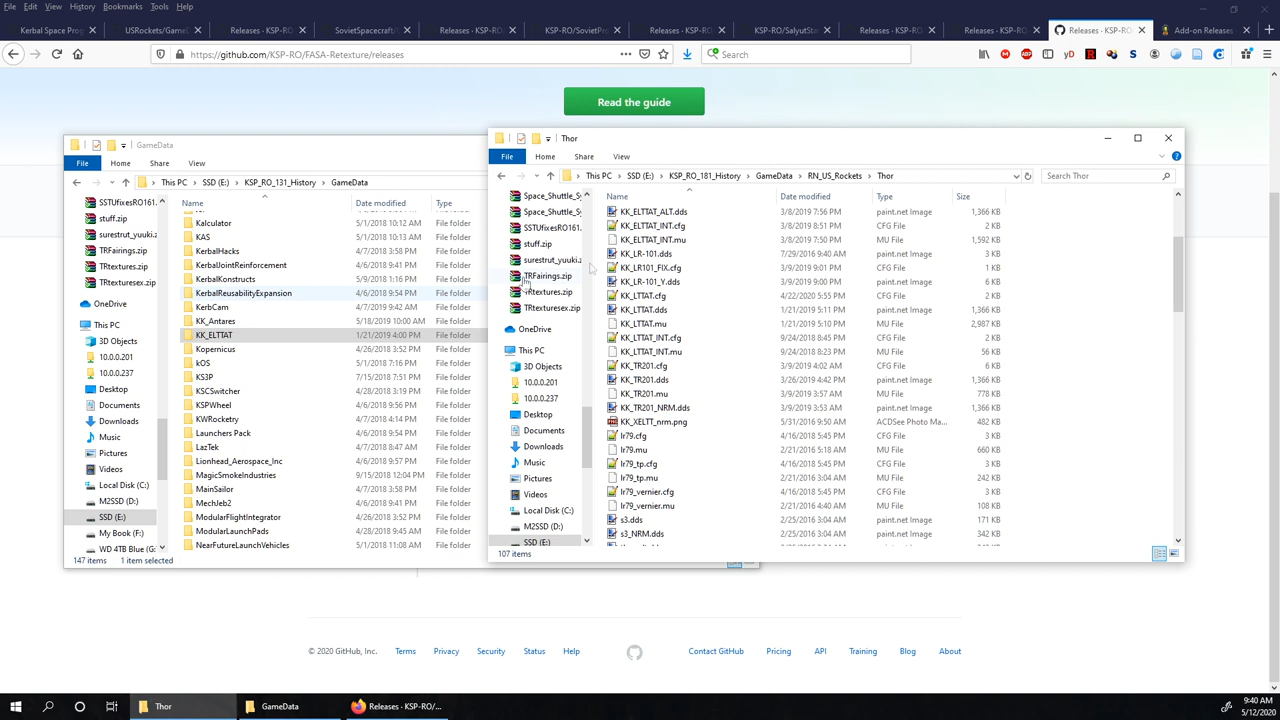 File Edit View History Bookmarks Tools Help
Kerbal Space Prog
USRockets/GameD
Releases · KSP-RO
SovietSpacecraft/
Releases · KSP-RO
KSP-RO/SovietPro
Releases · KSP-RO
KSP-RO/SalyutSta
Releases · KSP-RO
Releases · KSP-RO
Releases · KSP-RO
Add-on Releases
https://github.com/KSP-RO/FASA-Retexture/releases
Search
Read the guide
GameData
File Home Share View
This PC SSD (E:) KSP_RO_131_History GameData
Name Date modified Type
SSTUfixesRO161
stuff.zip
surestrut_yuuki.z
TRFairings.zip
TRtextures.zip
TRtexturesex.zip
OneDrive
This PC
3D Objects
10.0.0.201
10.0.0.237
Desktop
Documents
Downloads
Music
Pictures
Videos
Local Disk (C:)
M2SSD (D:)
SSD (E:)
My Book (F:)
WD 4TB Blue (G:
Kalculator 5/1/2018 10:12 AM File folder
KAS 5/1/2018 10:13 AM File folder
KerbalHacks 4/7/2018 3:58 PM File folder
KerbalJointReinforcement 4/6/2018 9:41 PM File folder
KerbalKonstructs 5/9/2018 1:16 PM File folder
KerbalReusabilityExpansion 4/6/2018 9:54 PM File folder
KerbCam 4/7/2019 9:42 AM File folder
KK_Antares 5/18/2019 10:00 AM File folder
KK_ELTTAT 1/21/2019 4:00 PM File folder
Kopernicus 4/26/2018 3:52 PM File folder
kOS 5/1/2018 7:16 PM File folder
KS3P 7/15/2018 7:51 PM File folder
KSCSwitcher 4/28/2018 3:19 PM File folder
KSPWheel 4/6/2018 9:56 PM File folder
KWRocketry 4/7/2018 4:18 PM File folder
Launchers Pack 4/6/2018 9:54 PM File folder
LazTek 4/7/2018 8:47 AM File folder
Lionhead_Aerospace_Inc 4/6/2018 9:57 PM File folder
MagicSmokeIndustries 9/15/2018 12:04 PM File folder
MainSailor 4/7/2018 3:58 PM File folder
MechJeb2 4/6/2018 9:41 PM File folder
ModularFlightIntegrator 4/26/2018 3:52 PM File folder
ModularLaunchPads 4/28/2018 9:45 AM File folder
NearFutureLaunchVehicles 5/1/2018 11:08 AM File folder
147 items 1 item selected
Thor
File Home Share View
This PC SSD (E:) KSP_RO_181_History GameData RN_US_Rockets Thor
Search Thor
Name Date modified Type Size
Space_Shuttle_Sy
Space_Shuttle_Sy
SSTUfixesRO161.
stuff.zip
surestrut_yuuki.z
TRFairings.zip
TRtextures.zip
TRtexturesex.zip
OneDrive
This PC
3D Objects
10.0.0.201
10.0.0.237
Desktop
Documents
Downloads
Music
Pictures
Videos
Local Disk (C:)
M2SSD (D:)
SSD (E:)
KK_ELTTAT_ALT.dds 3/8/2019 7:56 PM paint.net Image 1,366 KB
KK_ELTTAT_INT.cfg 3/8/2019 8:51 PM CFG File 6 KB
KK_ELTTAT_INT.mu 3/8/2019 7:50 PM MU File 1,592 KB
KK_LR-101.dds 3/3/2019 9:01 PM paint.net Image 1,366 KB
KK_LR101_FIX.cfg 3/9/2019 9:01 PM CFG File 1 KB
KK_LR-101_Y.dds 3/3/2019 9:00 PM paint.net Image 1,366 KB
KK_LTTAT.cfg 4/22/2020 5:55 PM CFG File 6 KB
KK_LTTAT.dds 1/19/2019 5:11 PM paint.net Image 1,366 KB
KK_LTTAT.mu 1/19/2019 5:10 PM MU File 2,987 KB
KK_LTTAT_INT.cfg 9/24/2018 8:45 PM CFG File 6 KB
KK_LTTAT_INT.mu 9/24/2018 8:23 PM MU File 56 KB
KK_TR201.cfg 3/9/2019 4:02 AM CFG File 6 KB
KK_TR201.dds 3/26/2019 4:42 PM paint.net Image 1,366 KB
KK_TR201.mu 3/9/2019 3:57 AM MU File 778 KB
KK_TR201_NRM.dds 3/9/2019 3:53 AM paint.net Image 1,366 KB
KK_XELTT_nrm.png 5/31/2016 9:50 AM ACDSee Photo Ma... 482 KB
lr79.cfg 4/16/2018 5:45 PM CFG File 3 KB
lr79.mu 2/21/2016 5:18 AM MU File 660 KB
lr79_tp.cfg 4/16/2018 5:45 PM CFG File 3 KB
lr79_tp.mu 2/21/2016 3:04 AM MU File 242 KB
lr79_vernier.cfg 4/16/2018 5:45 PM CFG File 3 KB
lr79_vernier.mu 2/21/2016 4:40 AM MU File 108 KB
s3.dds 2/25/2016 3:04 AM paint.net Image 171 KB
s3_NRM.dds 2/25/2016 3:04 AM paint.net Image 342 KB
107 items
© 2020 GitHub, Inc. Terms Privacy Security Status Help Contact GitHub Pricing API Training Blog About
Thor GameData Releases · KSP-RO/...
9:40 AM
5/12/2020